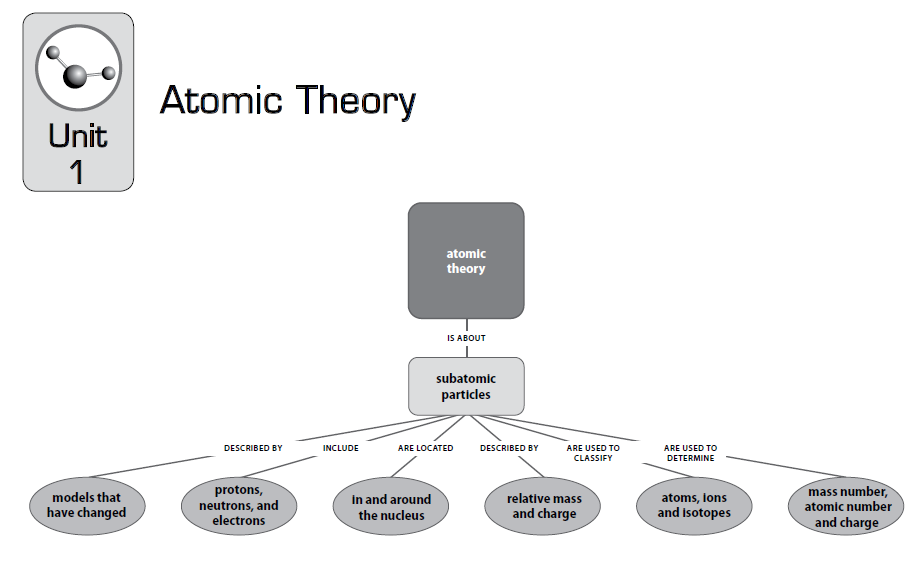 Unit
1
Atomic Theory
atomic
theory
IS ABOUT
subatomic
particles
DESCRIBED BY
INCLUDE
ARE LOCATED
DESCRIBED BY
ARE USED TO
CLASSIFY
ARE USED TO
DETERMINE
models that
have changed
protons,
neutrons, and
electrons
in and around
the nucleus
relative mass
and charge
atoms, ions
and isotopes
mass number,
atomic number
and charge